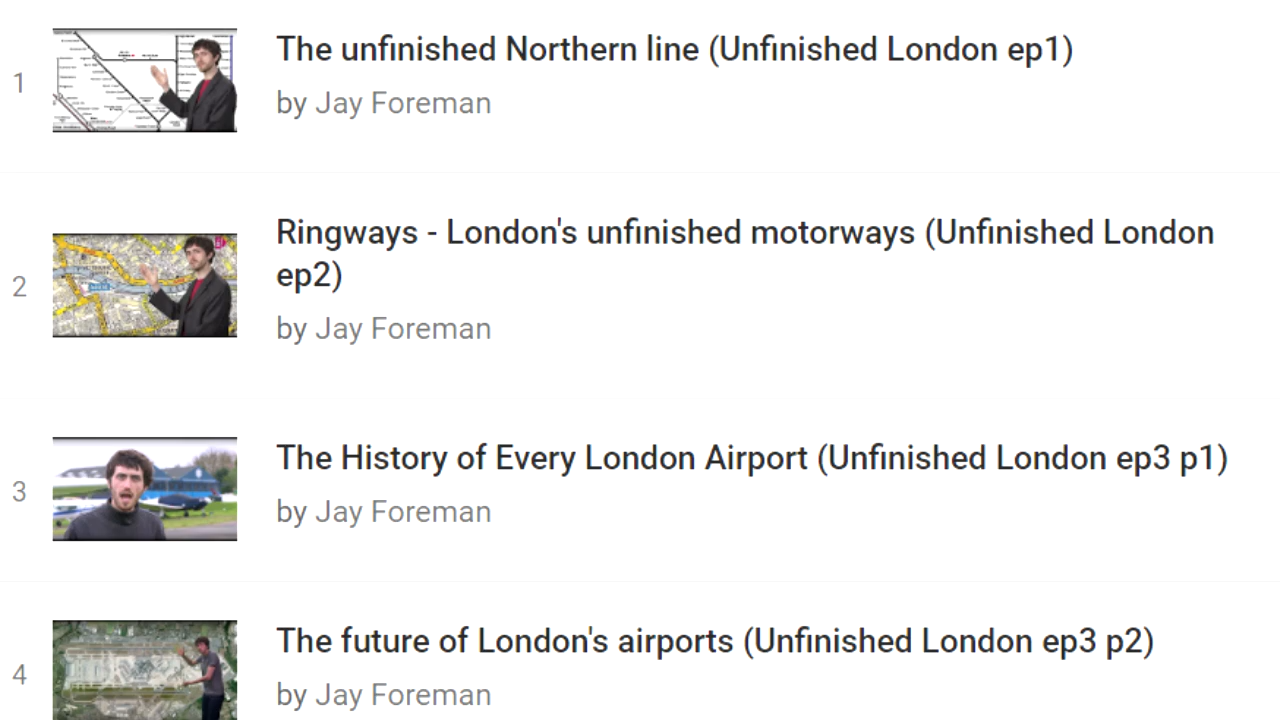 1
The unfinished Northern line (Unfinished London ep1)
by Jay Foreman
2
Ringways - London's unfinished motorways (Unfinished London
ep2)
by Jay Foreman
3
The History of Every London Airport (Unfinished London ep3 p1)
by Jay Foreman
4
The future of London's airports (Unfinished London ep3 p2)
by Jay Foreman